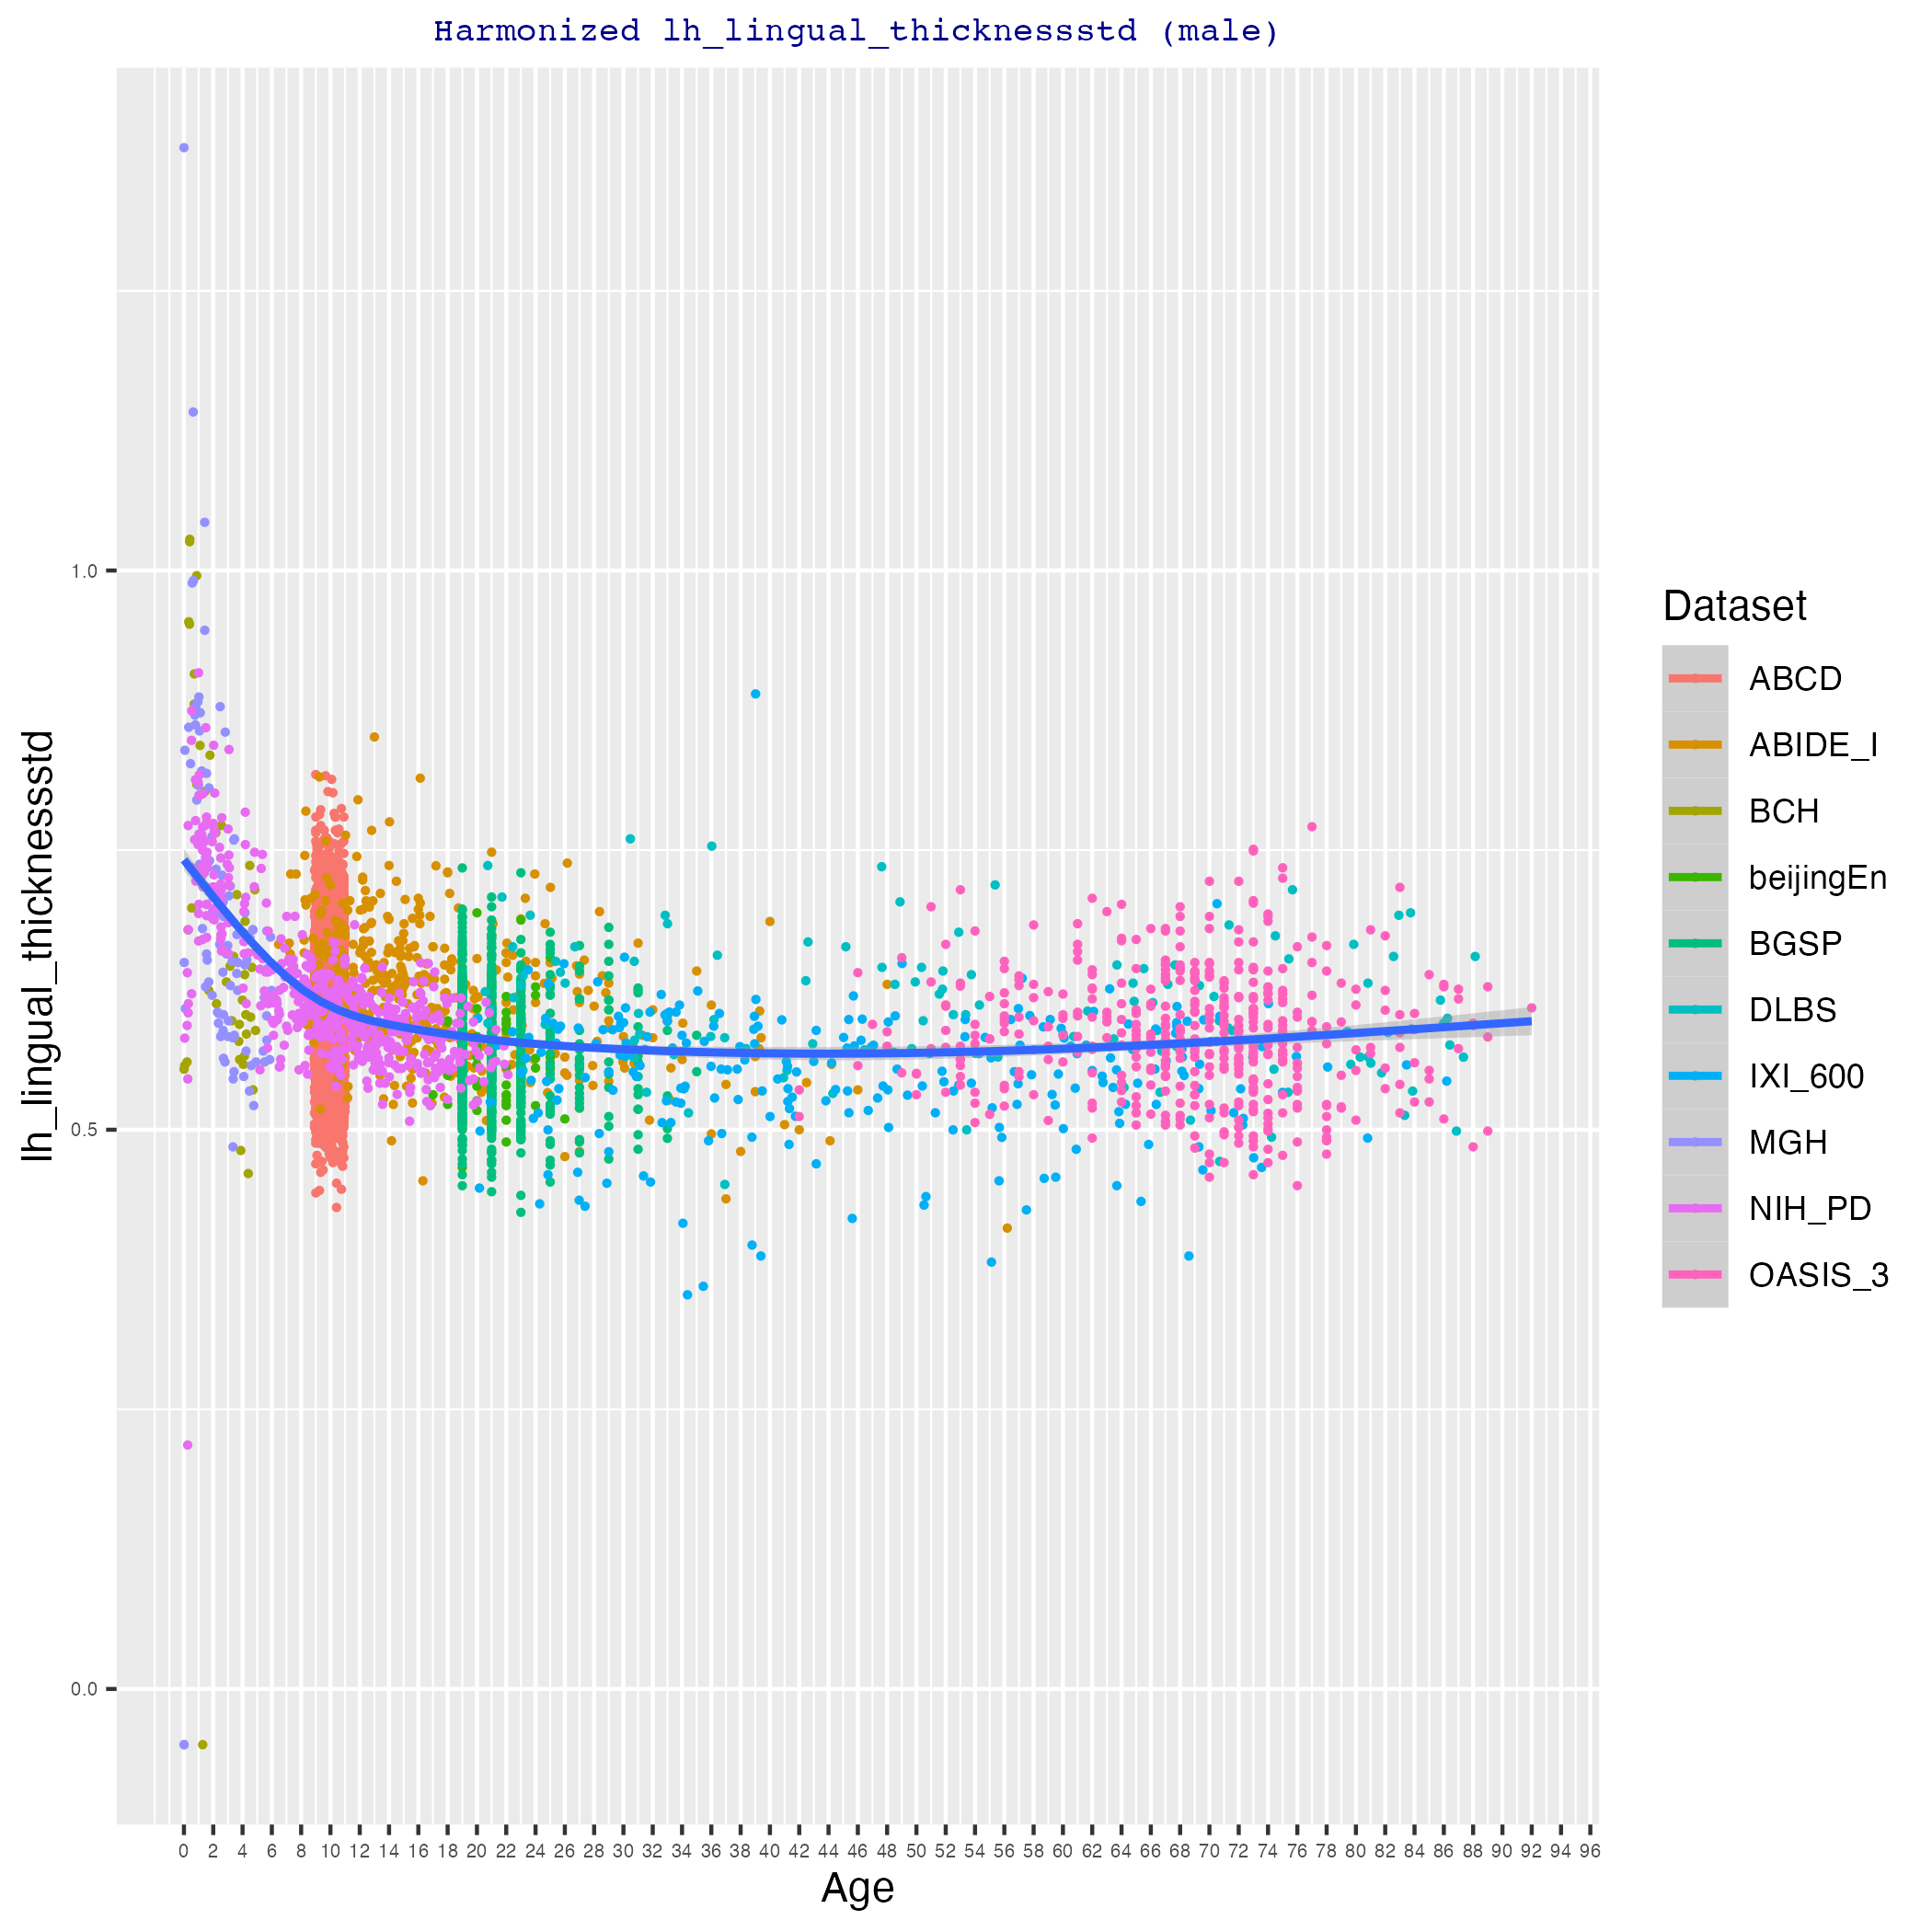 Harmonized lh_lingual_thicknessstd (male)
lh_lingual_thicknessstd
1.0
0.5
0.0
0 2 4 6 8 10 12 14 16 18 20 22 24 26 28 30 32 34 36 38 40 42 44 46 48 50 52 54 56 58 60 62 64 66 68 70 72 74 76 78 80 82 84 86 88 90 92 94 96
Age
Dataset
ABCD
ABIDE_I
BCH
beijingEn
BGSP
DLBS
IXI_600
MGH
NIH_PD
OASIS_3